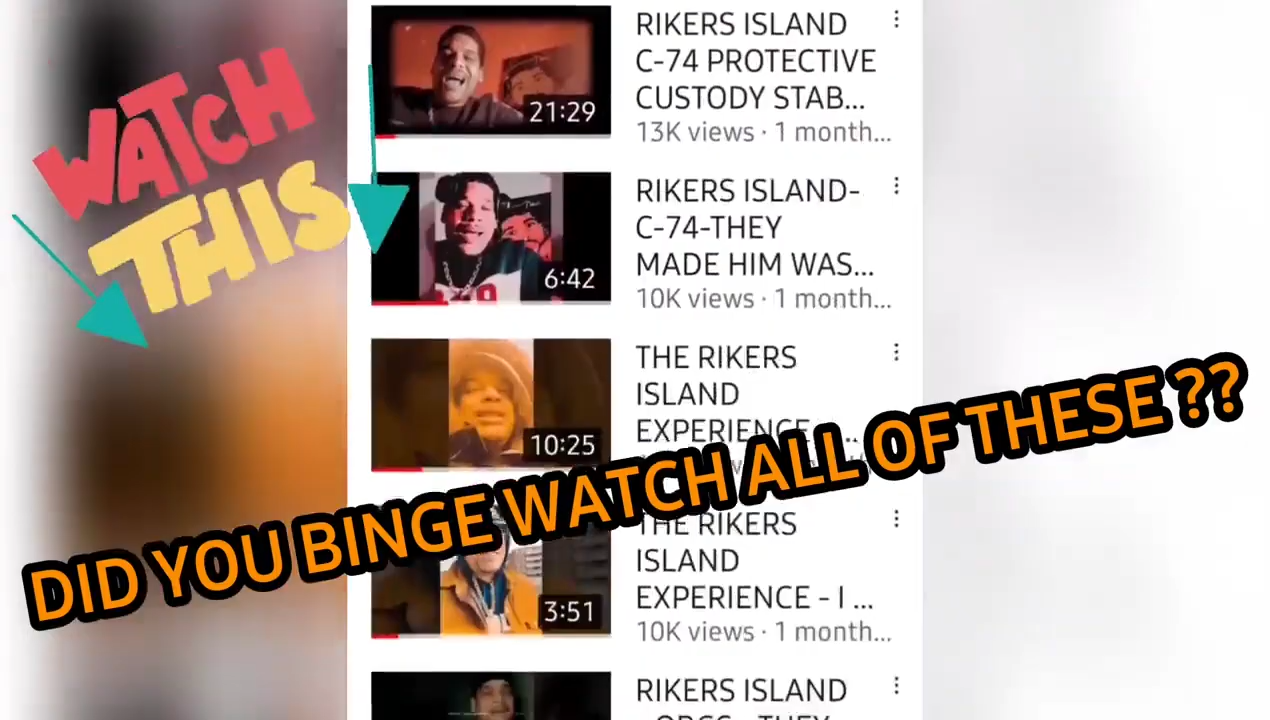 WATCH
THIS
RIKERS ISLAND
C-74 PROTECTIVE
CUSTODY STAB...
13K views · 1 month...
21:29
RIKERS ISLAND-
C-74-THEY
MADE HIM WAS...
10K views · 1 month...
6:42
THE RIKERS
ISLAND
EXPERIENCE
10:25
DID YOU BINGE WATCH ALL OF THESE ??
THE RIKERS
ISLAND
EXPERIENCE - I ...
10K views · 1 month...
3:51
RIKERS ISLAND